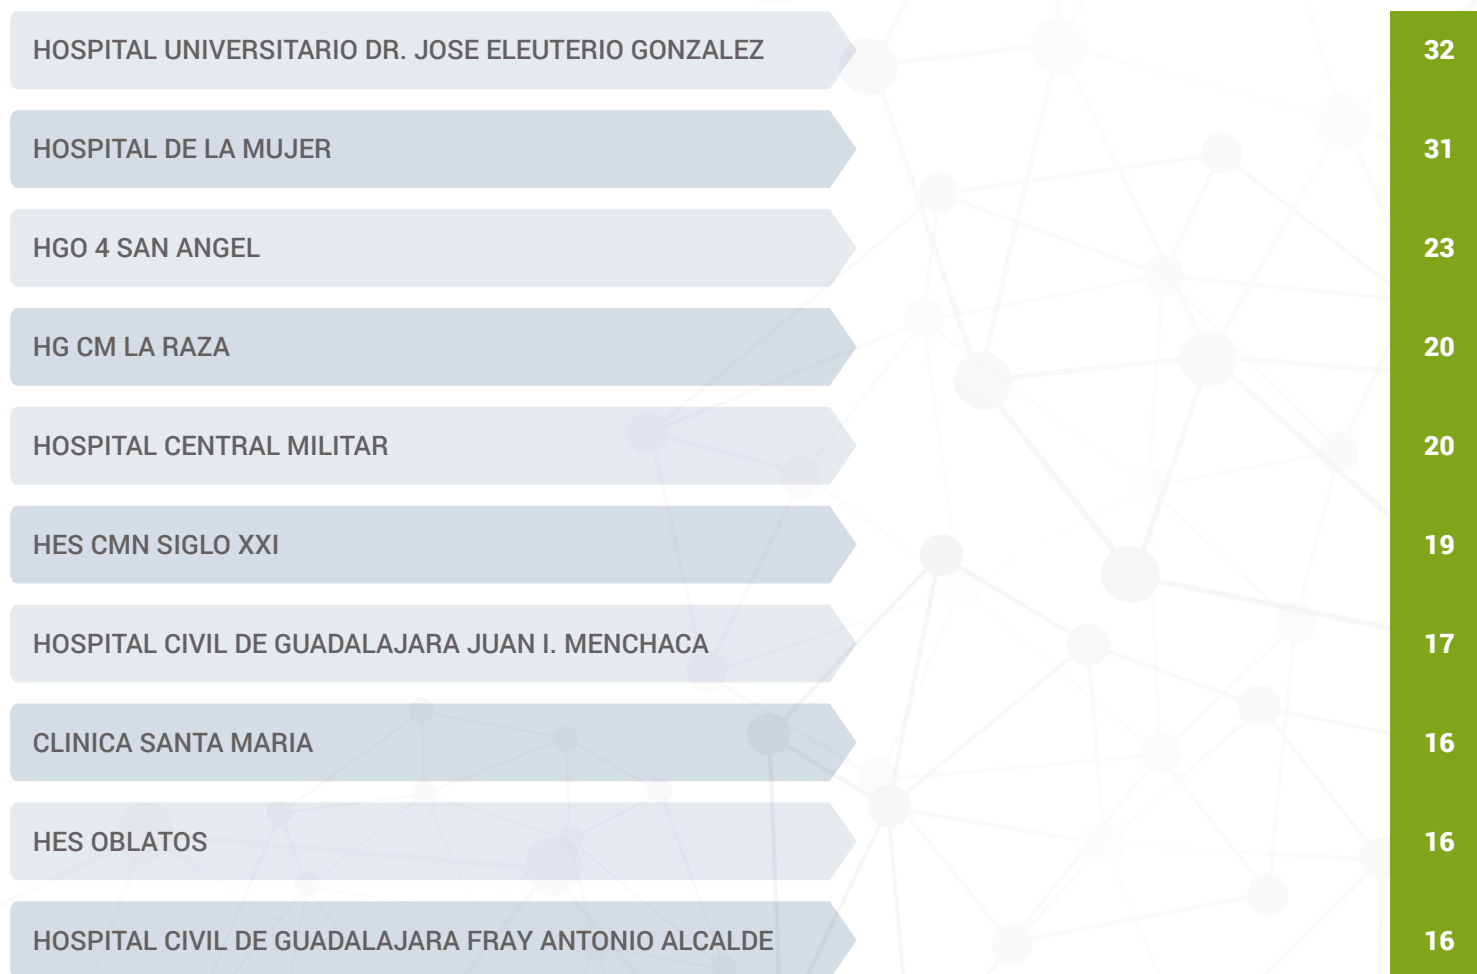 HOSPITAL UNIVERSITARIO DR. JOSE ELEUTERIO GONZALEZ 32
HOSPITAL DE LA MUJER 31
HGO 4 SAN ANGEL 23
HG CM LA RAZA 20
HOSPITAL CENTRAL MILITAR 20
HES CMN SIGLO XXI 19
HOSPITAL CIVIL DE GUADALAJARA JUAN I. MENCHACA 17
CLINICA SANTA MARIA 16
HES OBLATOS 16
HOSPITAL CIVIL DE GUADALAJARA FRAY ANTONIO ALCALDE 16